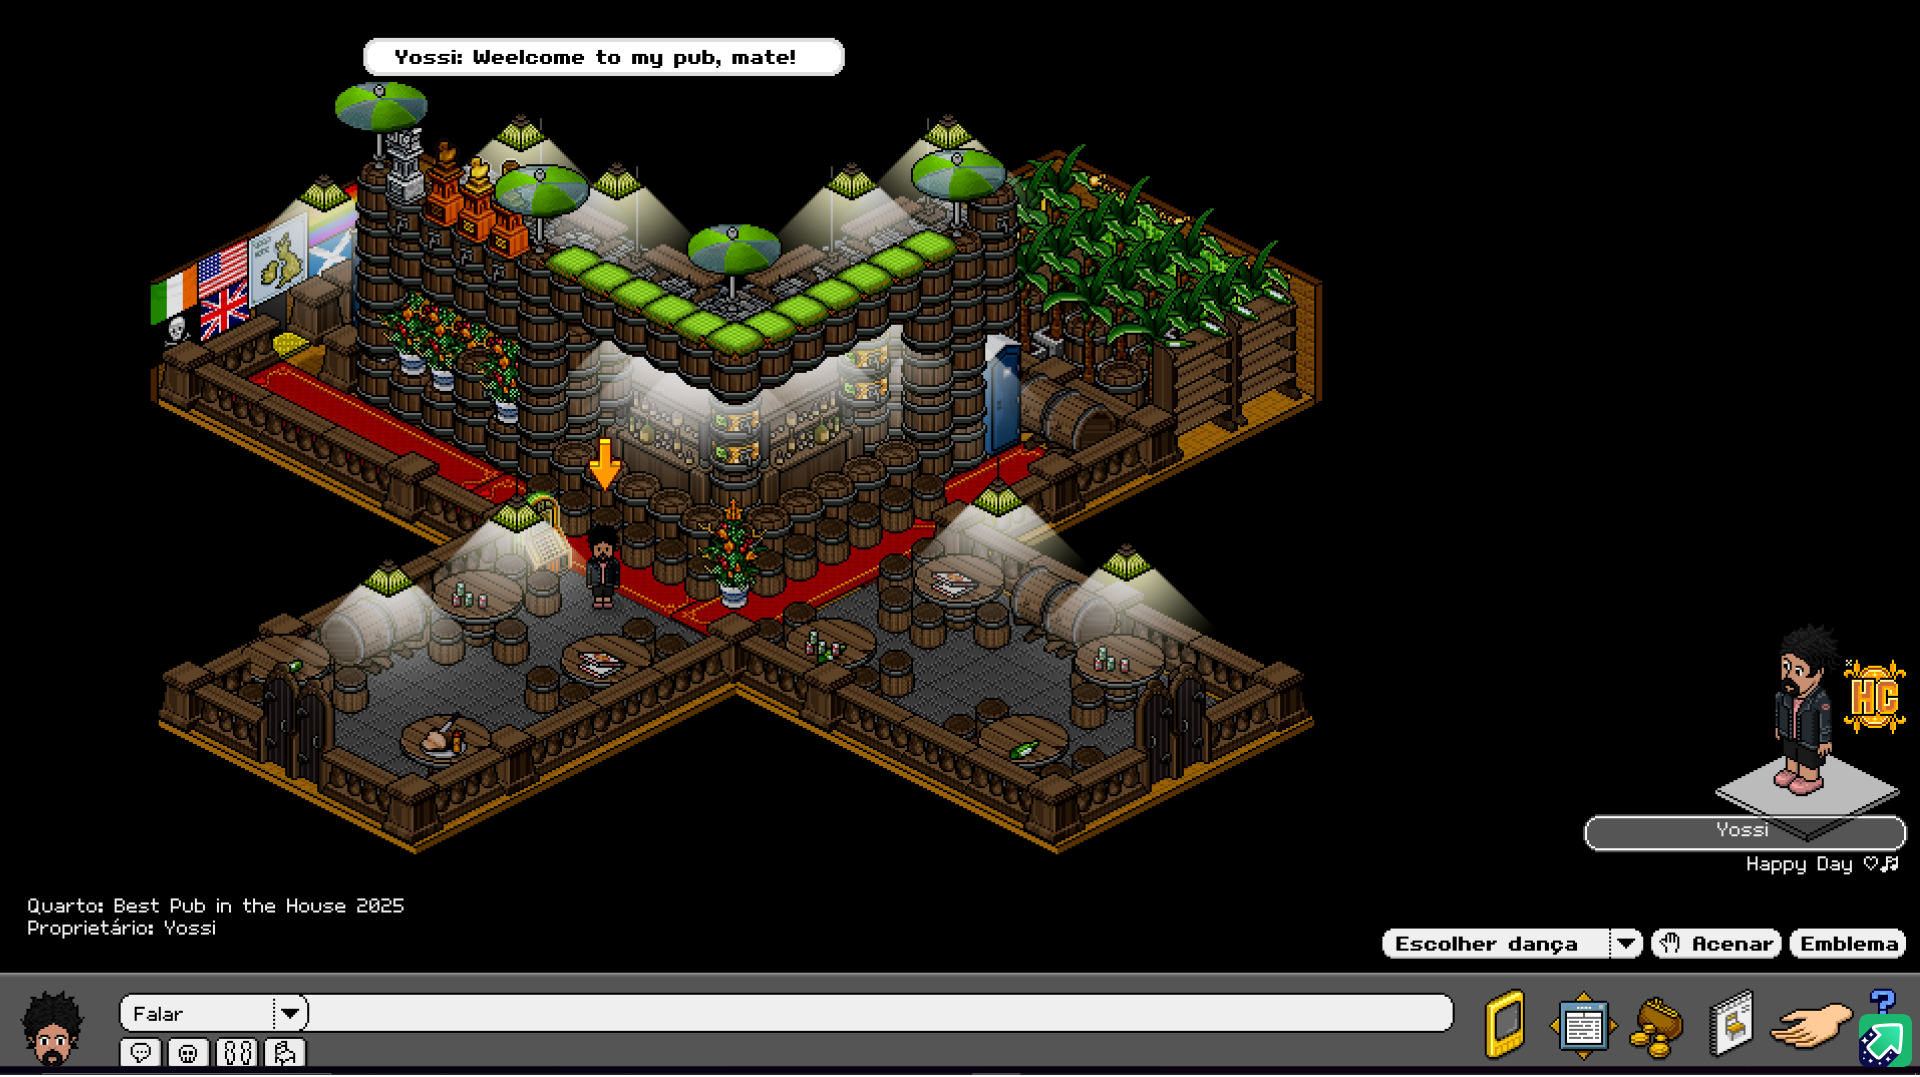 Yossi: Weelcome to my pub, mate!
HC
Yossi
Happy Day ♡♫
Quarto: Best Pub in the House 2025
Proprietário: Yossi
Escolher dança
Acenar
Emblema
Falar
?